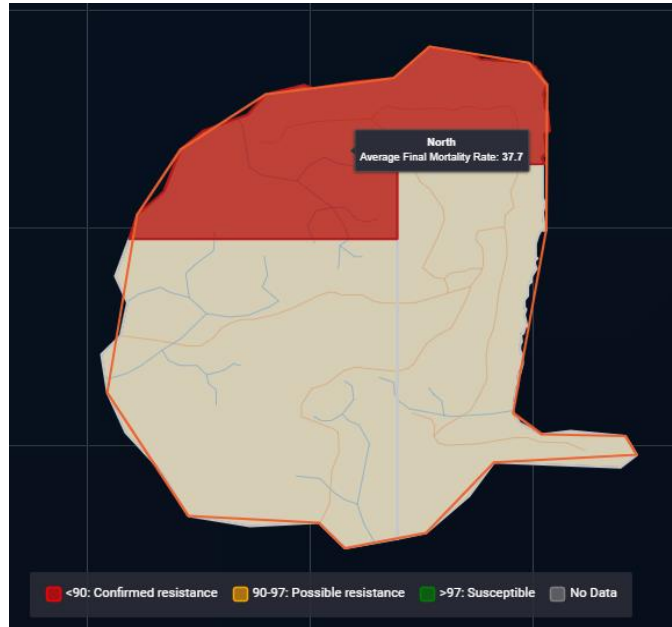 North
Average Final Mortality Rate: 37.7
<90: Confirmed resistance 90-97: Possible resistance >97: Susceptible No Data